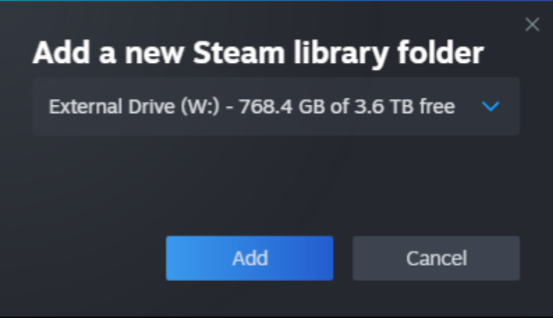 Add a new Steam library folder
External Drive (W:) - 768.4 GB of 3.6 TB free
Add
Cancel